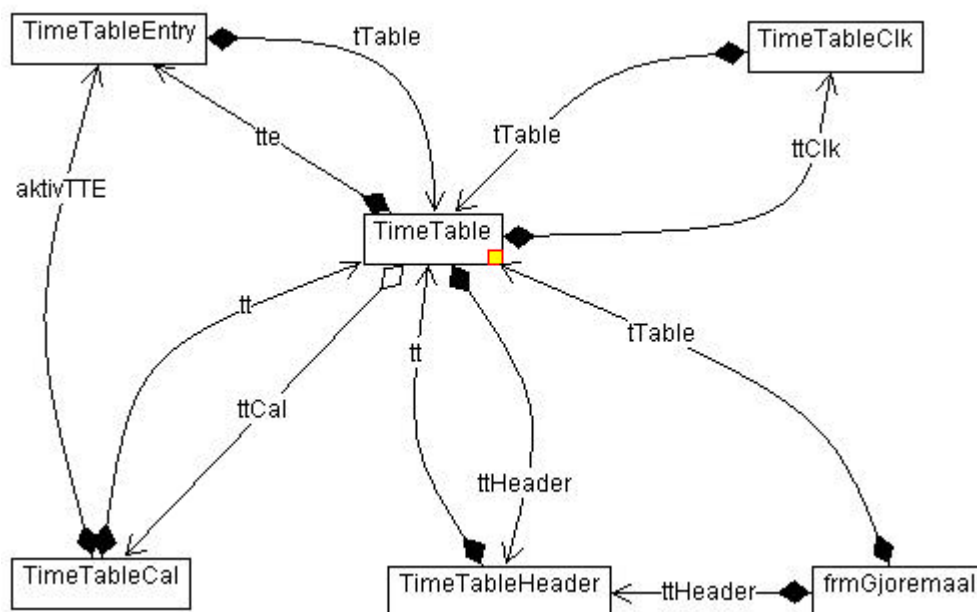 TimeTableEntry
tTable
TimeTableClk
tte
tTable
ttClk
aktivTTE
TimeTable
tt
tt
tTable
ttCal
ttHeader
TimeTableCal
TimeTableHeader
ttHeader
frmGjoremaal